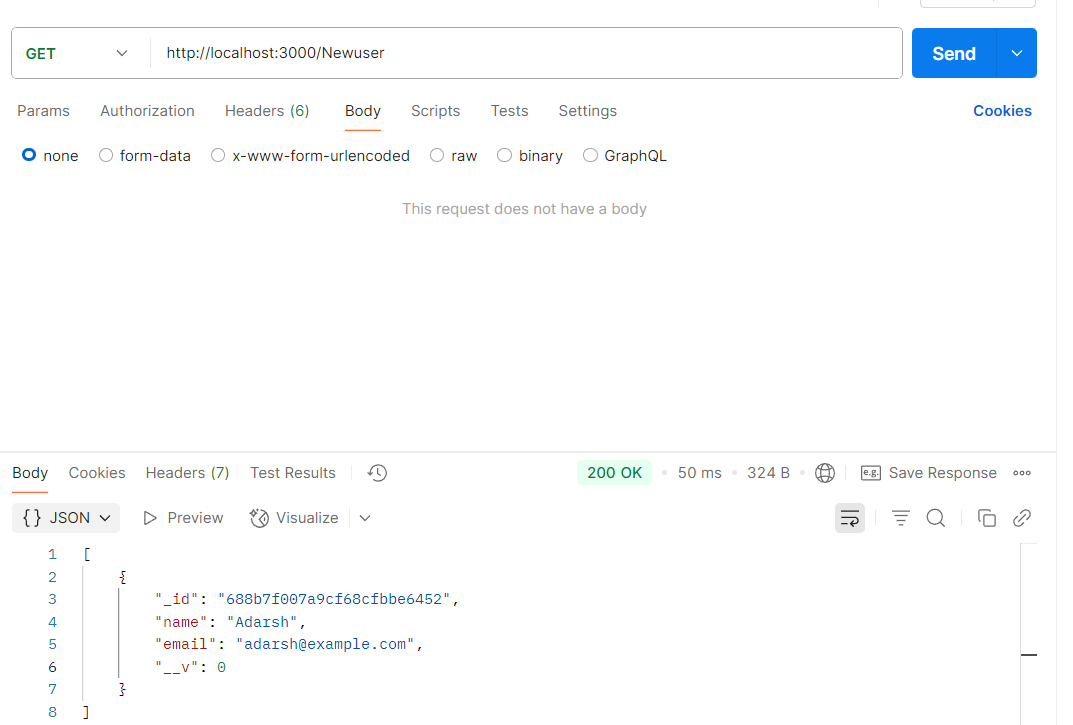 GET http://localhost:3000/Newuser Send
Params Authorization Headers (6) Body Scripts Tests Settings Cookies
none form-data x-www-form-urlencoded raw binary GraphQL
This request does not have a body
Body Cookies Headers (7) Test Results 200 OK 50 ms 324 B e.g. Save Response
{} JSON Preview Visualize
1 [
2 {
3 "_id": "688b7f007a9cf68cfbbe6452",
4 "name": "Adarsh",
5 "email": "adarsh@example.com",
6 "__v": 0
7 }
8 ]